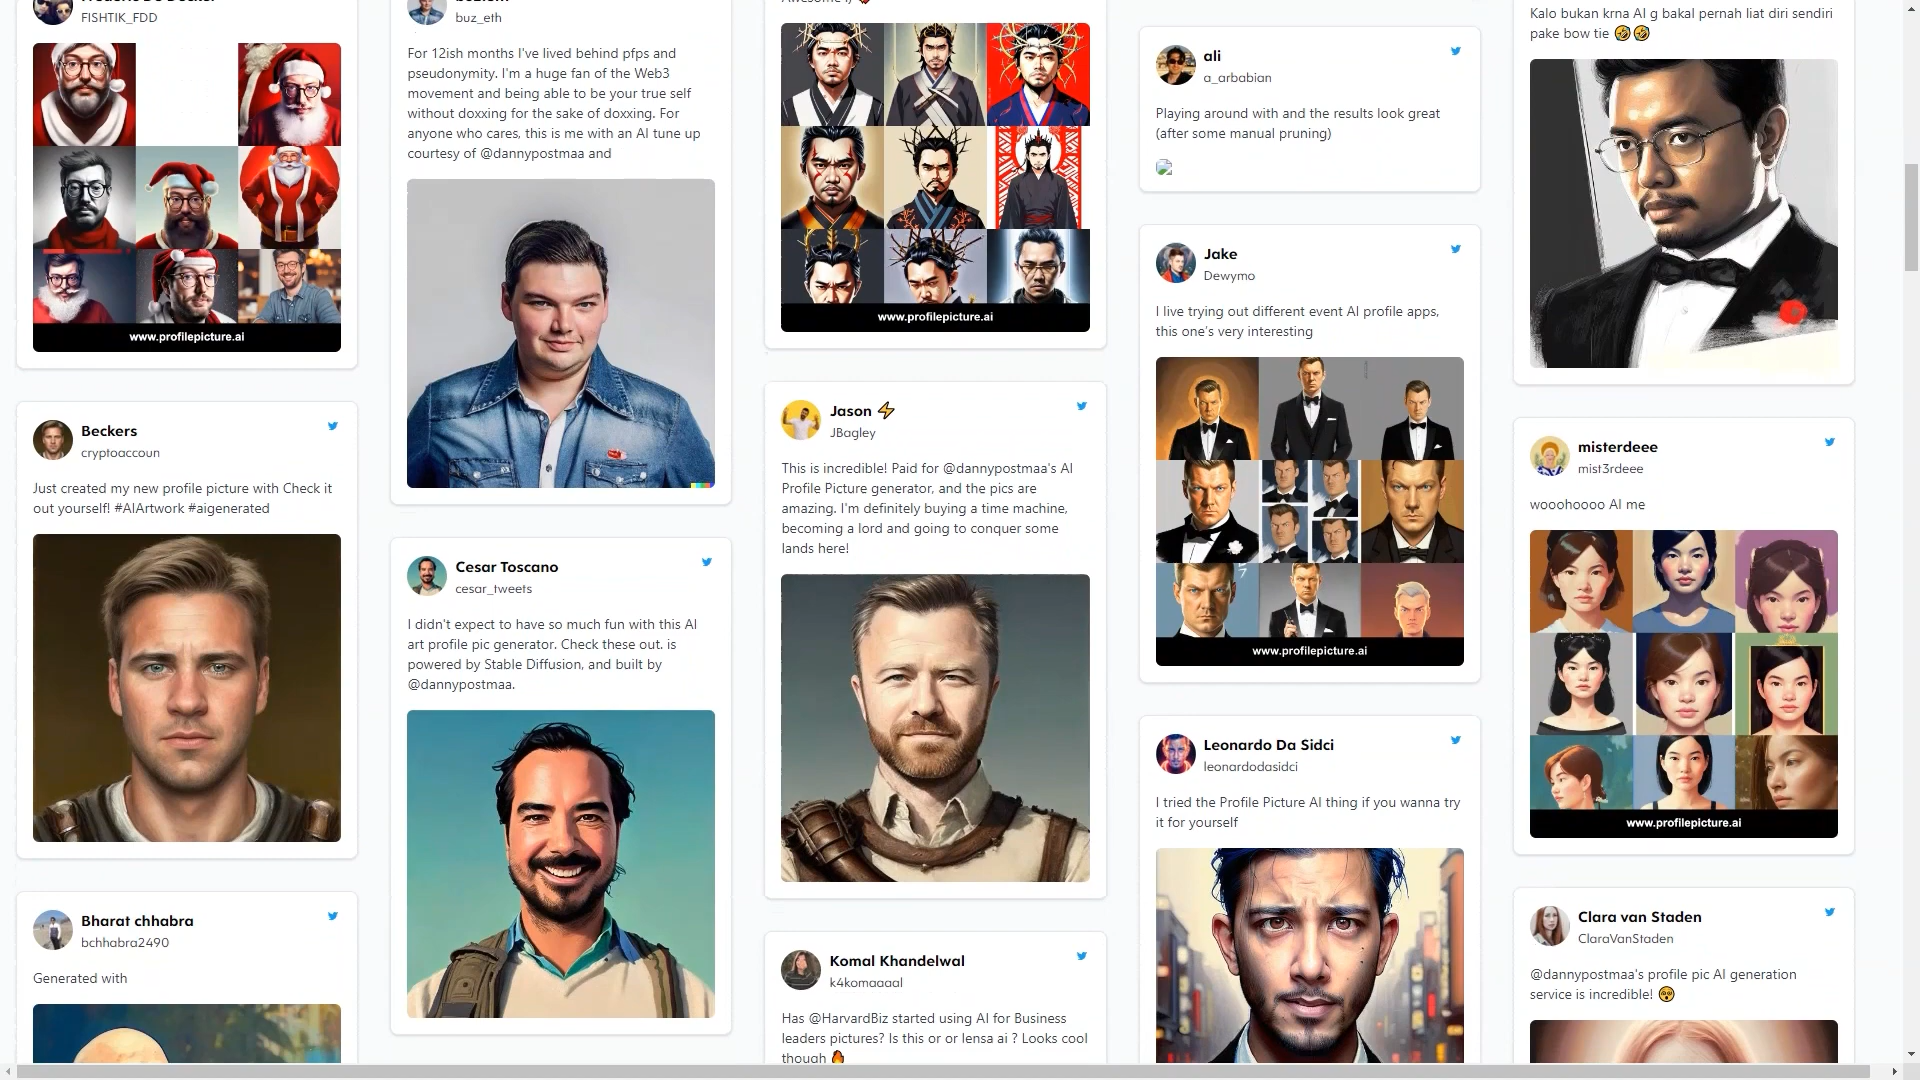 FISHTIK_FDD
www.profilepicture.ai
Beckers
cryptoaccoun
Just created my new profile picture with Check it
out yourself! #AIArtwork #aigenerated
Bharat chhabra
bchhabra2490
Generated with
buz_eth
For 12ish months I've lived behind pfps and
pseudonymity. I'm a huge fan of the Web3
movement and being able to be your true self
without doxxing for the sake of doxxing. For
anyone who cares, this is me with an AI tune up
courtesy of @dannypostmaa and
Cesar Toscano
cesar_tweets
I didn't expect to have so much fun with this AI
art profile pic generator. Check these out. is
powered by Stable Diffusion, and built by
@dannypostmaa.
www.profilepicture.ai
Jason ⚡
JBagley
This is incredible! Paid for @dannypostmaa's AI
Profile Picture generator, and the pics are
amazing. I'm definitely buying a time machine,
becoming a lord and going to conquer some
lands here!
Komal Khandelwal
k4komaaaal
Has @HarvardBiz started using AI for Business
leaders pictures? Is this or or lensa ai ? Looks cool
though 🔥
ali
a_arbabian
Playing around with and the results look great
(after some manual pruning)
Jake
Dewymo
I live trying out different event AI profile apps,
this one's very interesting
www.profilepicture.ai
Leonardo Da Sidci
leonardodasidci
I tried the Profile Picture AI thing if you wanna try
it for yourself
Kalo bukan krna AI g bakal pernah liat diri sendiri
pake bow tie 🤣🤣
misterdeee
mist3rdeee
wooohoooo AI me
www.profilepicture.ai
Clara van Staden
ClaraVanStaden
@dannypostmaa's profile pic AI generation
service is incredible! 😵